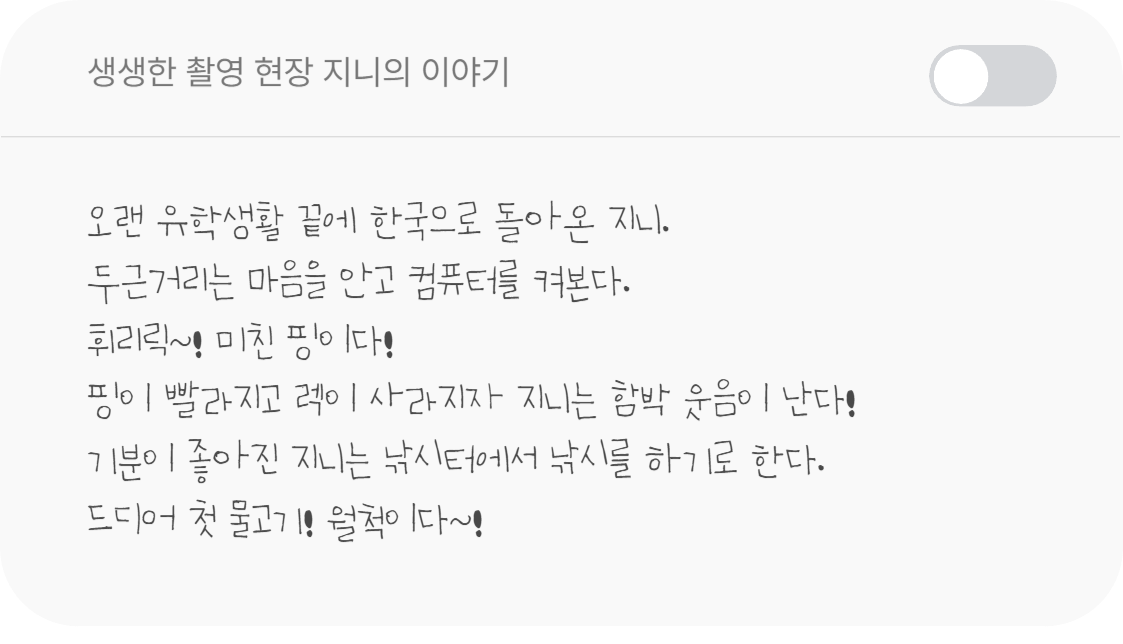 생생한 촬영 현장 지니의 이야기
오랜 유학생활 끝에 한국으로 돌아온 지니.
두근거리는 마음을 안고 컴퓨터를 켜본다.
휘리릭~! 미친 핑이다!
핑이 빨라지고 렉이 사라지자 지니는 함박 웃음이 난다!
기분이 좋아진 지니는 낚시터에서 낚시를 하기로 한다.
드디어 첫 물고기! 월척이다~!